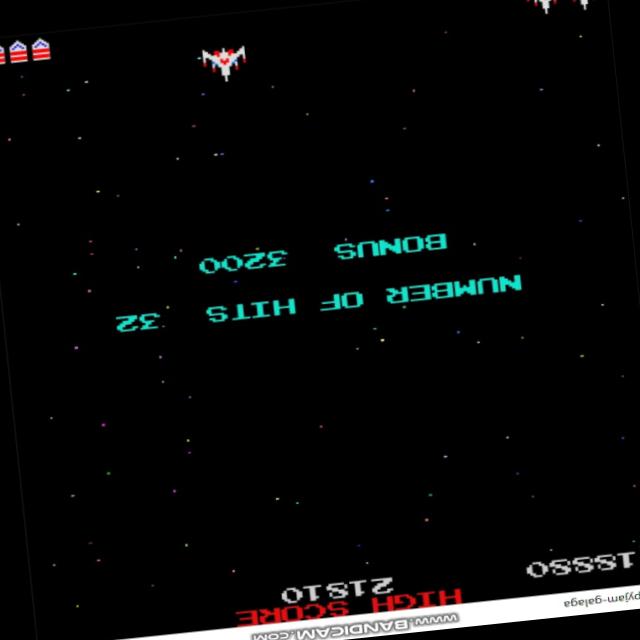 pyjam-galaga
www.BANDICAM.com
HIGH SCORE
18880 21810
NUMBER OF HITS 32
BONUS 3200